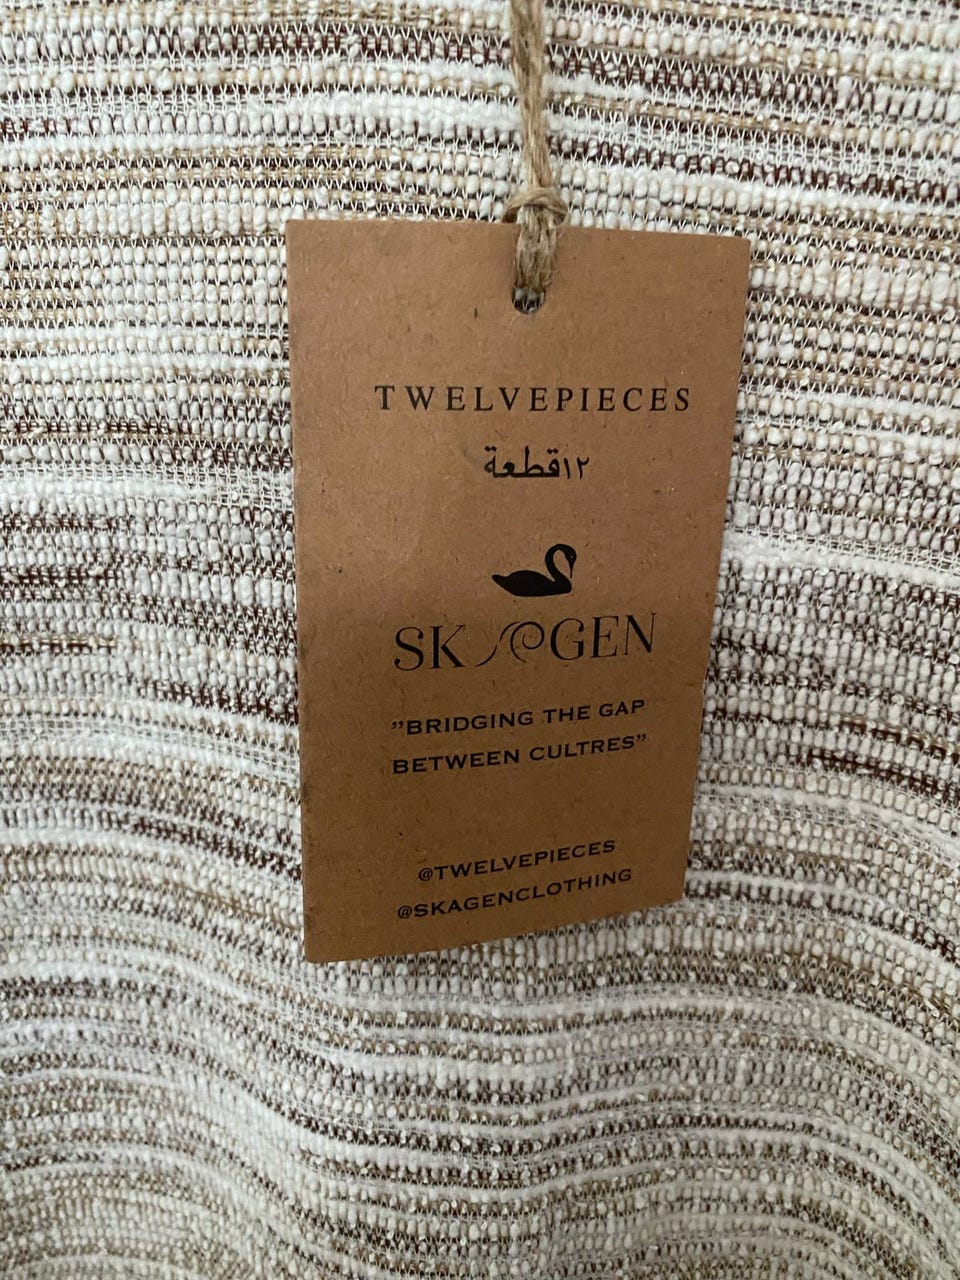 TWELVEPIECES
١٢قطعة
SKAGEN
"BRIDGING THE GAP
BETWEEN CULTRES"
@TWELVEPIECES
@SKAGENCLOTHING